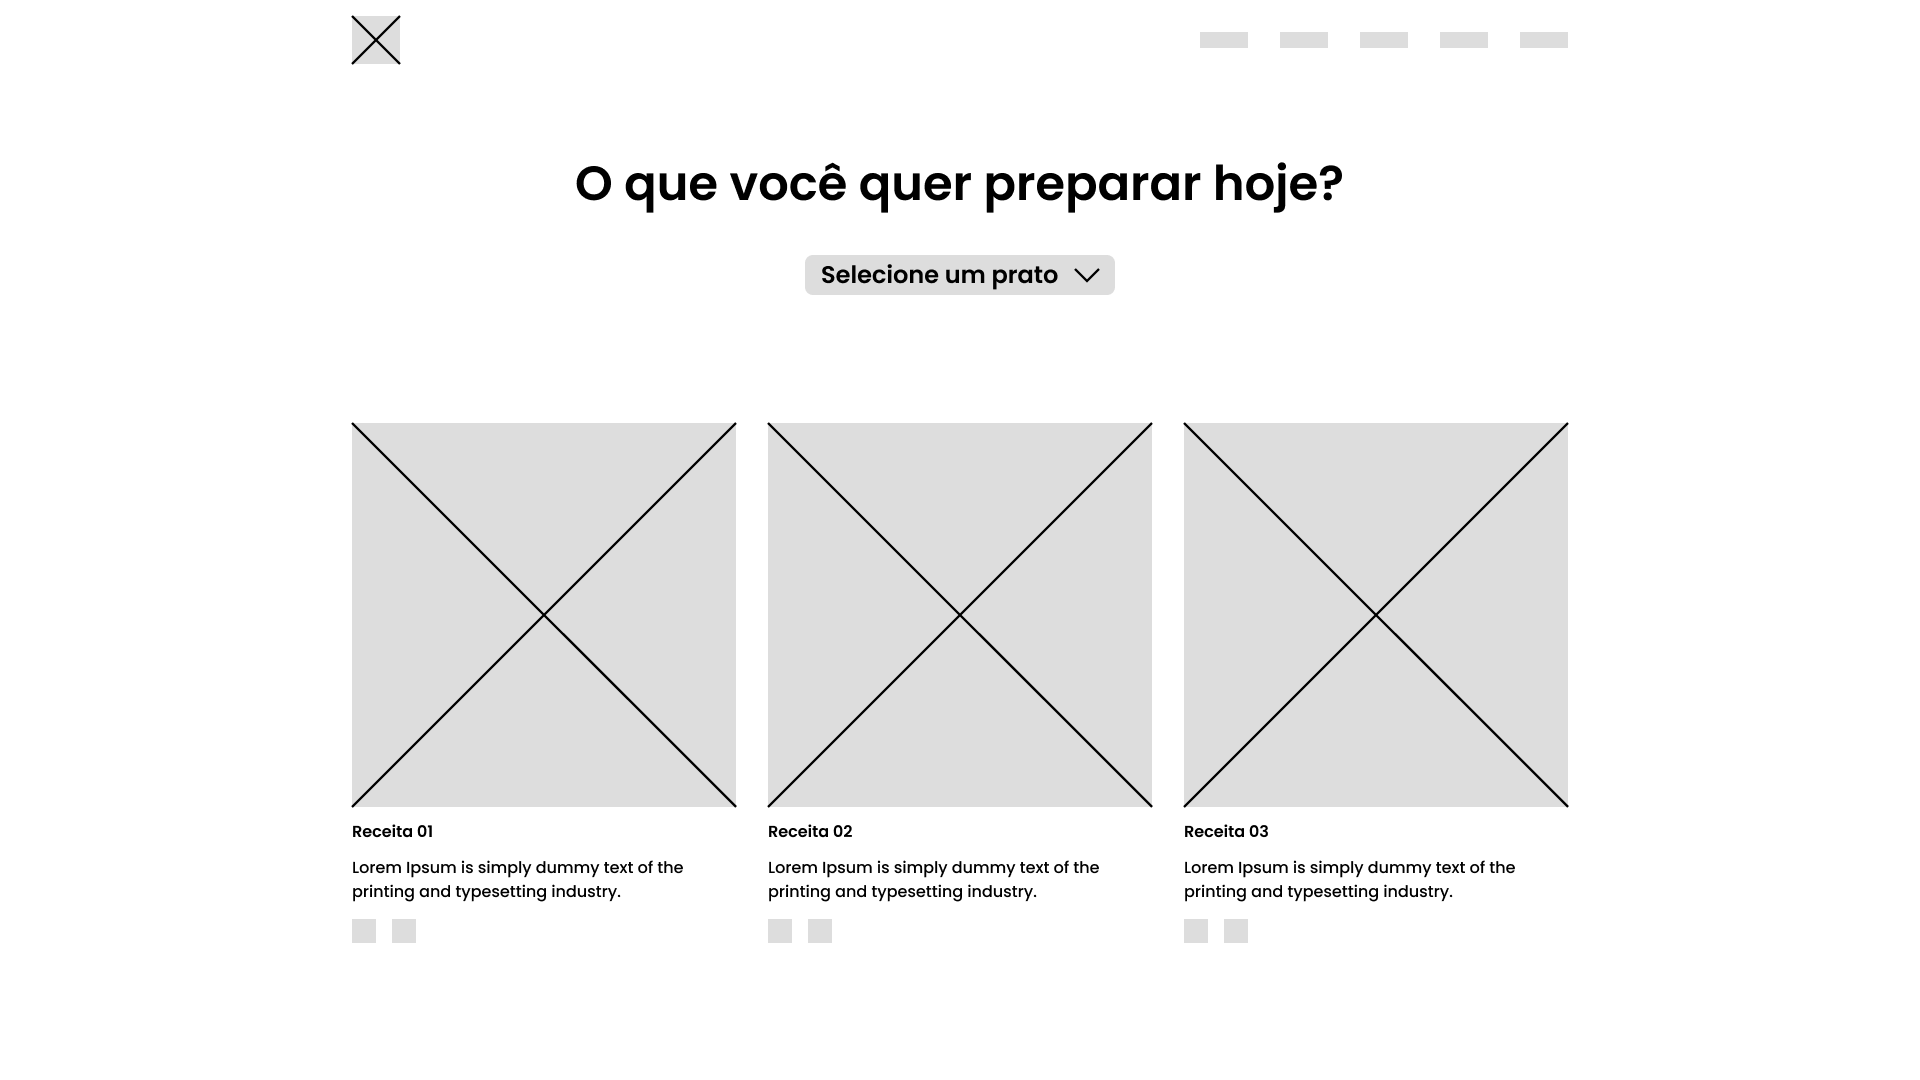 O que você quer preparar hoje?
Selecione um prato
Receita 01
Lorem Ipsum is simply dummy text of the
printing and typesetting industry.
Receita 02
Lorem Ipsum is simply dummy text of the
printing and typesetting industry.
Receita 03
Lorem Ipsum is simply dummy text of the
printing and typesetting industry.